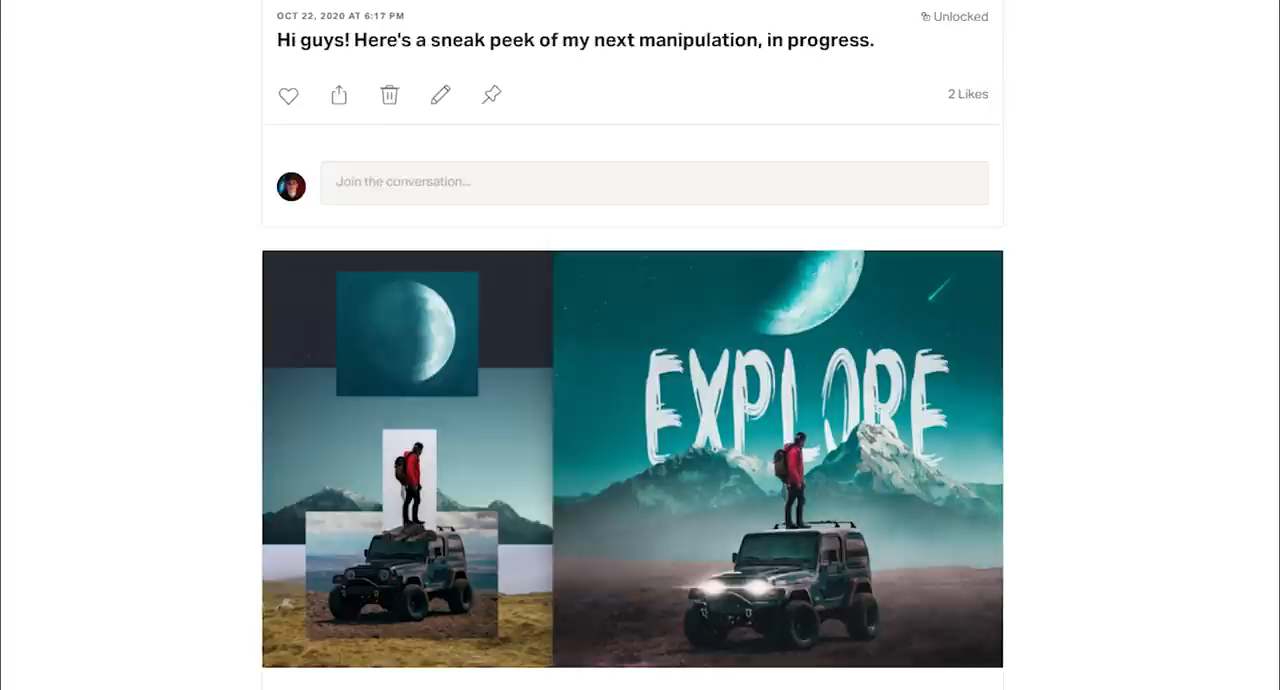 OCT 22, 2020 AT 6:17 PM
Unlocked
Hi guys! Here's a sneak peek of my next manipulation, in progress.
2 Likes
Join the conversation...
EXPLORE